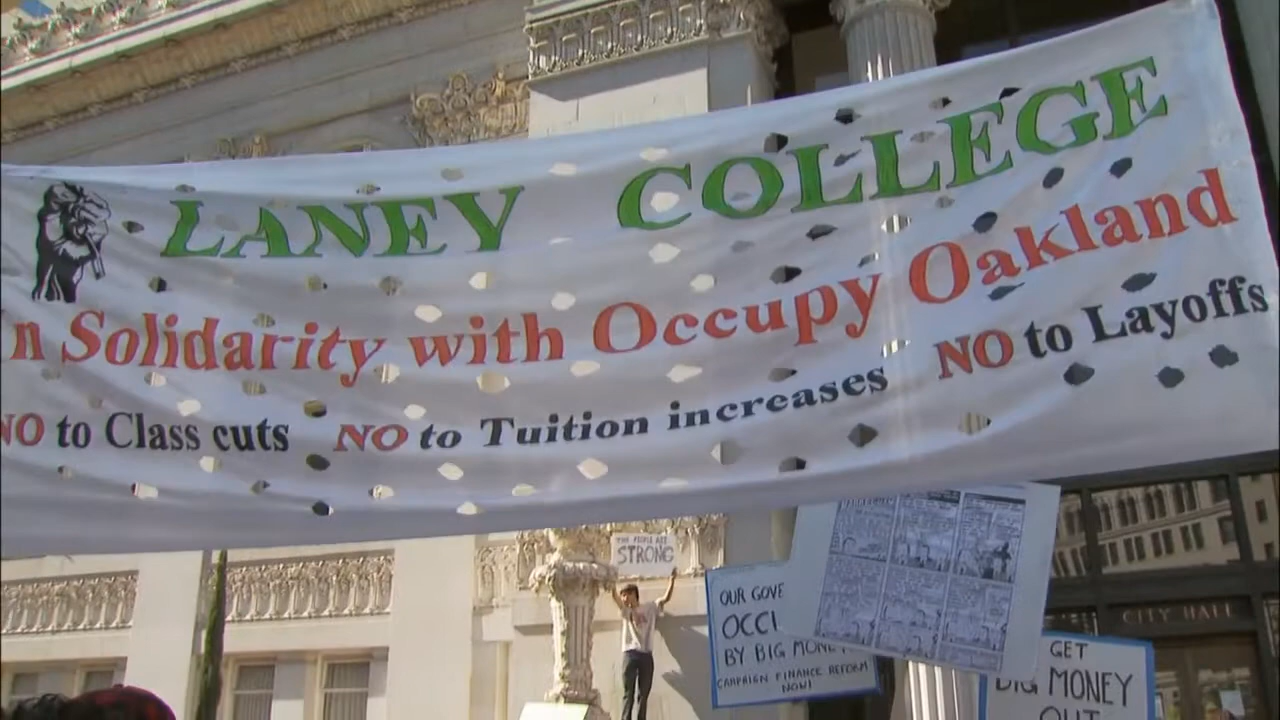 LANEY COLLEGE
n Solidarity with Occupy Oakland
NO to Class cuts NO to Tuition increases NO to Layoffs
THE PEOPLE ARE
STRONG
OUR GOVE
OCCU
BY BIG MONEY
CAMPAIGN FINANCE REFORM
NOW!
CITY HALL
GET
BIG MONEY
OUT